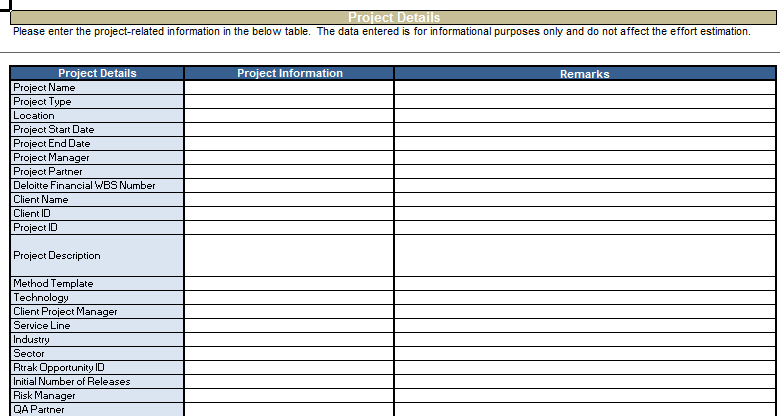 Project Details
Please enter the project-related information in the below table. The data entered is for informational purposes only and do not affect the effort estimation.
Project Details Project Information Remarks
Project Name
Project Type
Location
Project Start Date
Project End Date
Project Manager
Project Partner
Deloitte Financial WBS Number
Client Name
Client ID
Project ID
Project Description
Method Template
Technology
Client Project Manager
Service Line
Industry
Sector
Rtrak Opportunity ID
Initial Number of Releases
Risk Manager
QA Partner